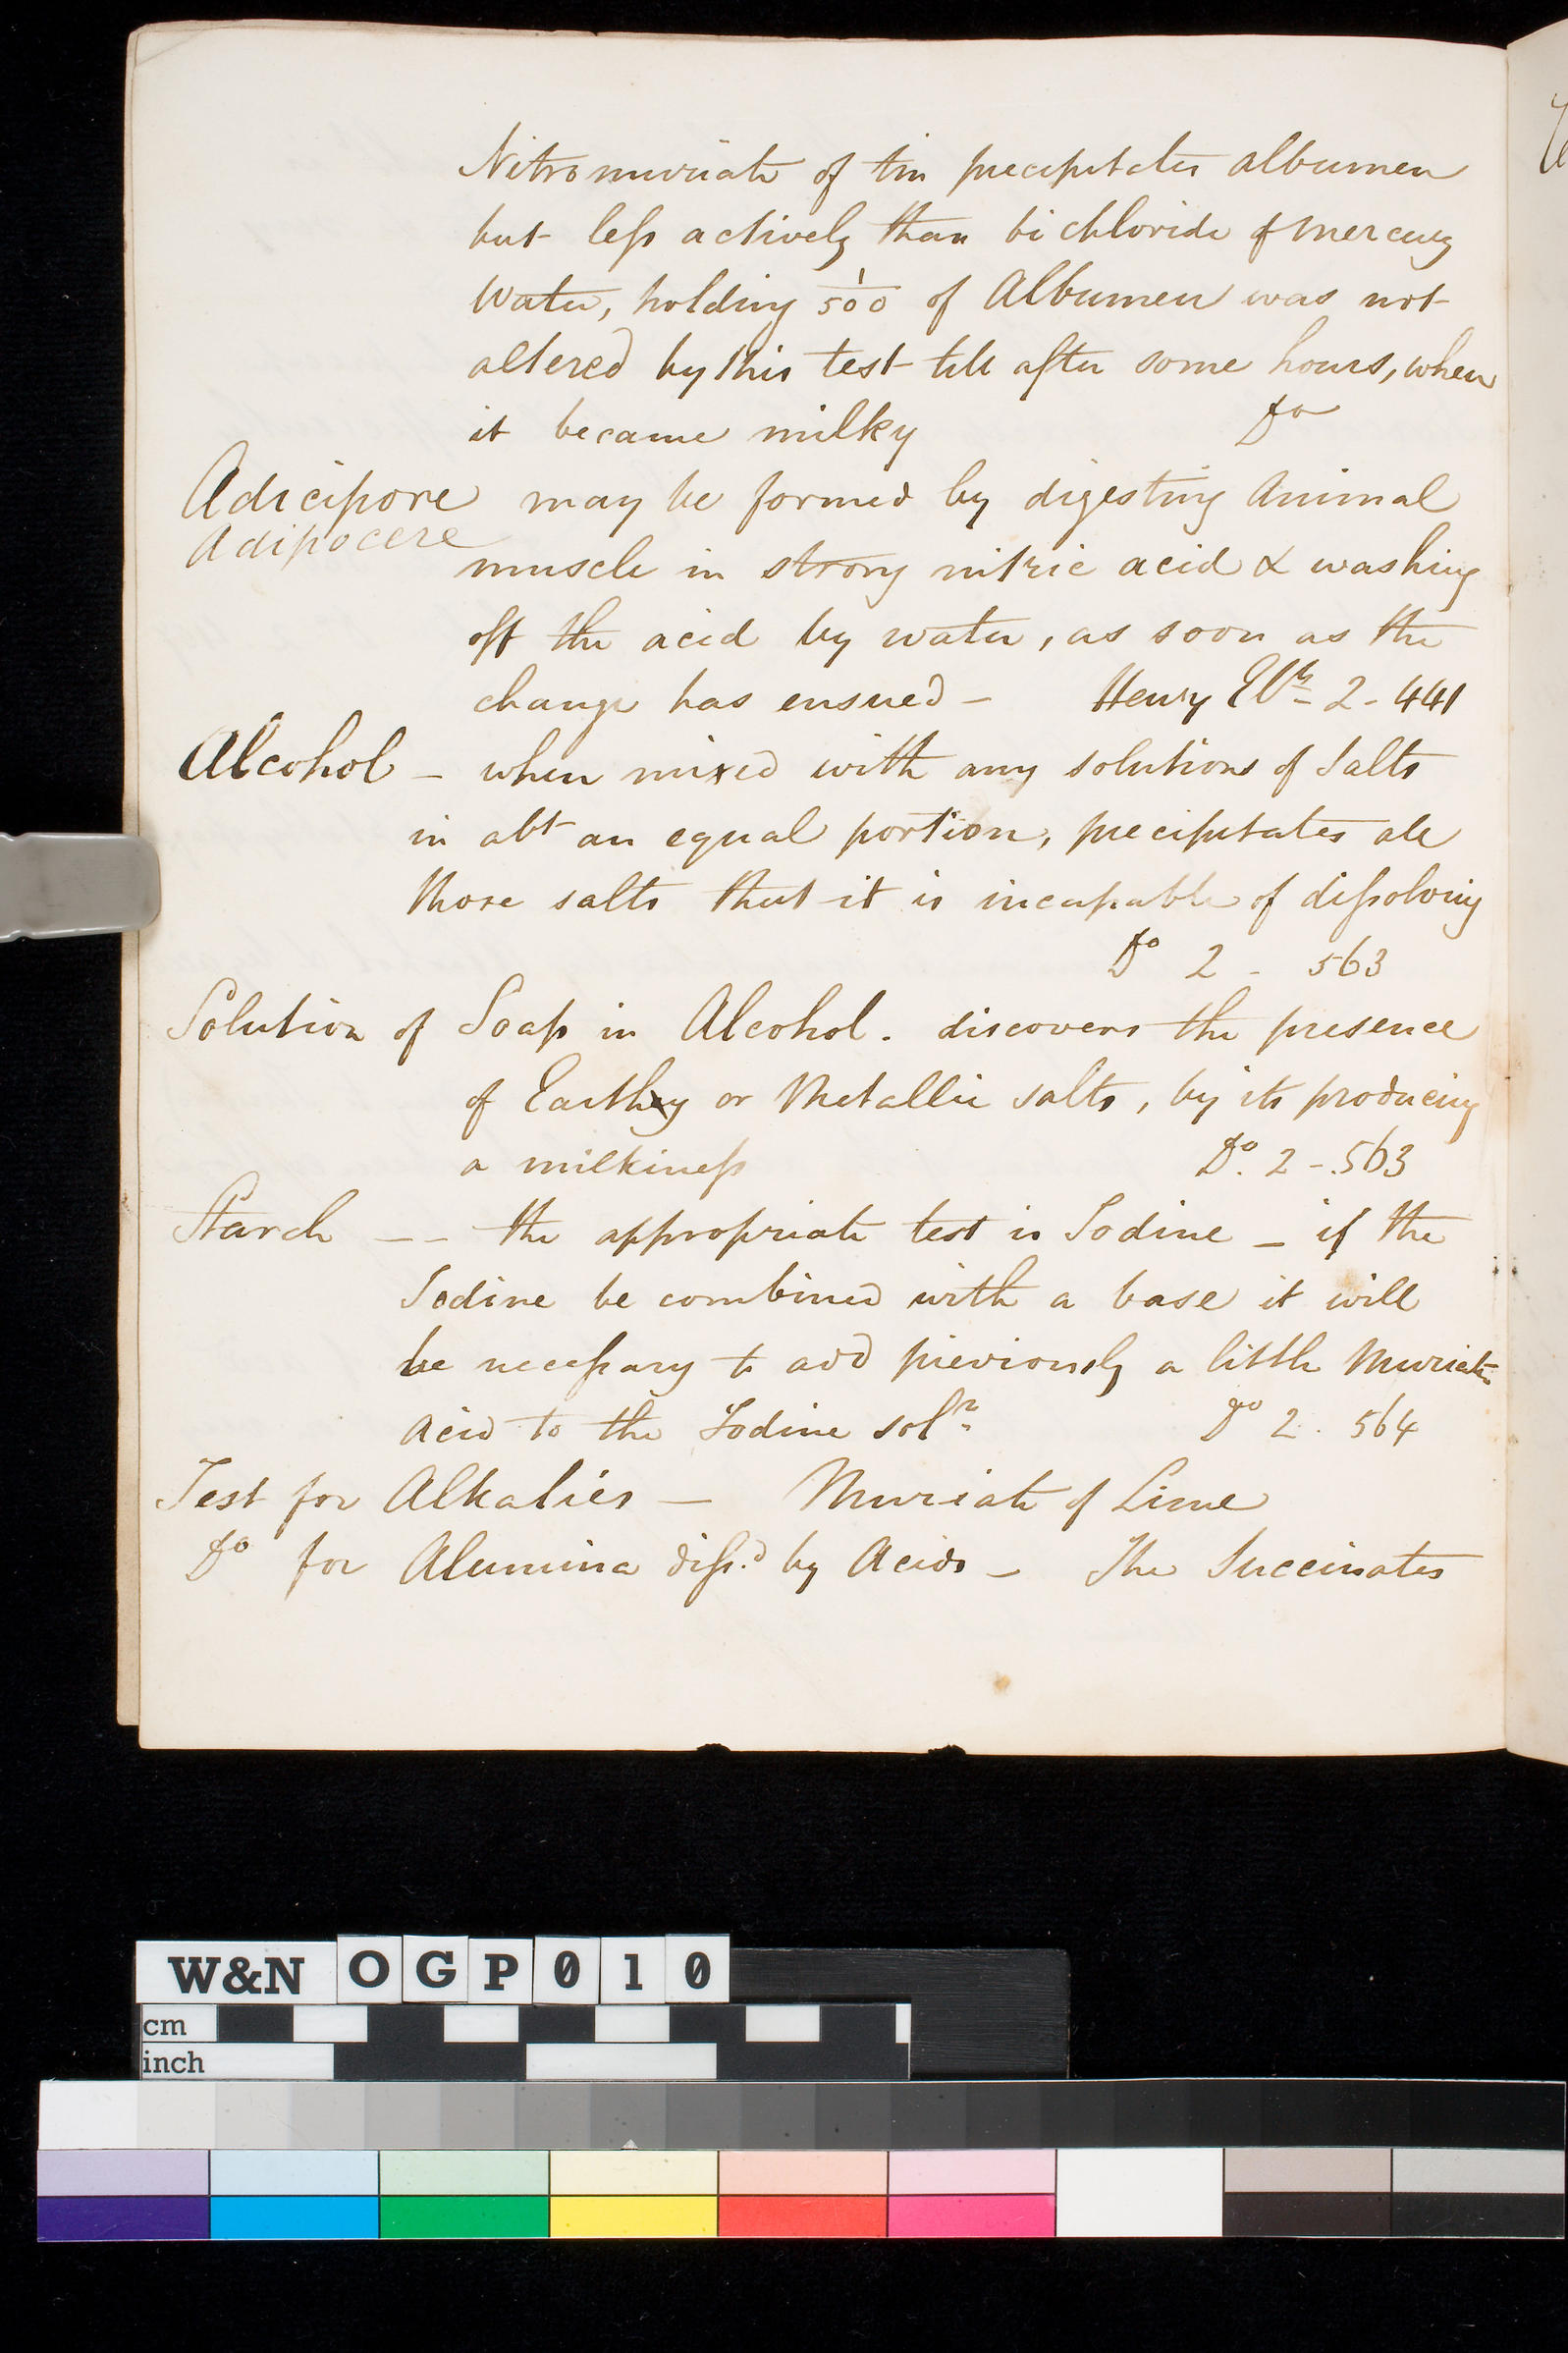 Nitromuriate of tin precipitates albumen
but less actively than bichloride of mercury
Water, holding 1/500 of Albumen was not
altered by this test till after some hours, when
it became milky Do
Adicipore may be formed by digesting Animal
Adipocere
muscle in strong nitric acid & washing
off the acid by water, as soon as the
change has ensued – Henry Elts 2 - 441
Alcohol – when mixed with any solutions of Salts
in abt an equal portion, precipitates all
those salts that it is incapable of dissolving
Do 2 - 563
Solution of Soap in Alcohol. discovers the presence
of Earthy or Metallic salts, by its producing
a milkiness Do. 2 - 563
Starch – – the appropriate test is Iodine – if the
Iodine be combined with a base it will
be necessary to add previously a little Muriatic
Acid to the Iodine soln. Do 2. 564
Test for Alkalies – Muriate of Lime
Do for Alumina diss.d by Acids – The Succinates
W&N OGP010
cm
inch